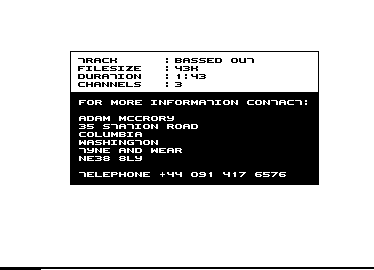 TRACK : BASSED OUT
FILESIZE : 43K
DURATION : 1:43
CHANNELS : 3
FOR MORE INFORMATION CONTACT:
ADAM MCCRORY
35 STATION ROAD
COLUMBIA
WASHINGTON
TYNE AND WEAR
NE38 8LY
TELEPHONE +44 091 417 6576